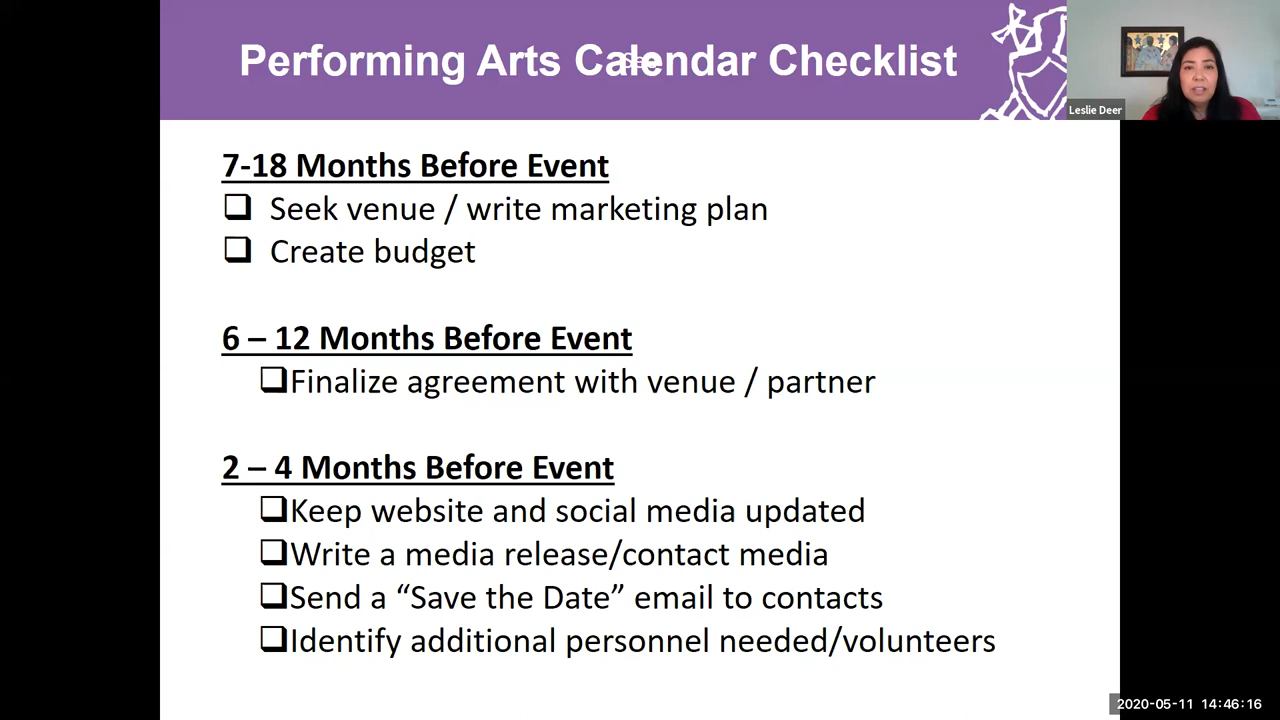 Performing Arts Calendar Checklist
Leslie Deer
7-18 Months Before Event
Seek venue / write marketing plan
Create budget
6 – 12 Months Before Event
Finalize agreement with venue / partner
2 – 4 Months Before Event
Keep website and social media updated
Write a media release/contact media
Send a “Save the Date” email to contacts
Identify additional personnel needed/volunteers
2020-05-11 14:46:16